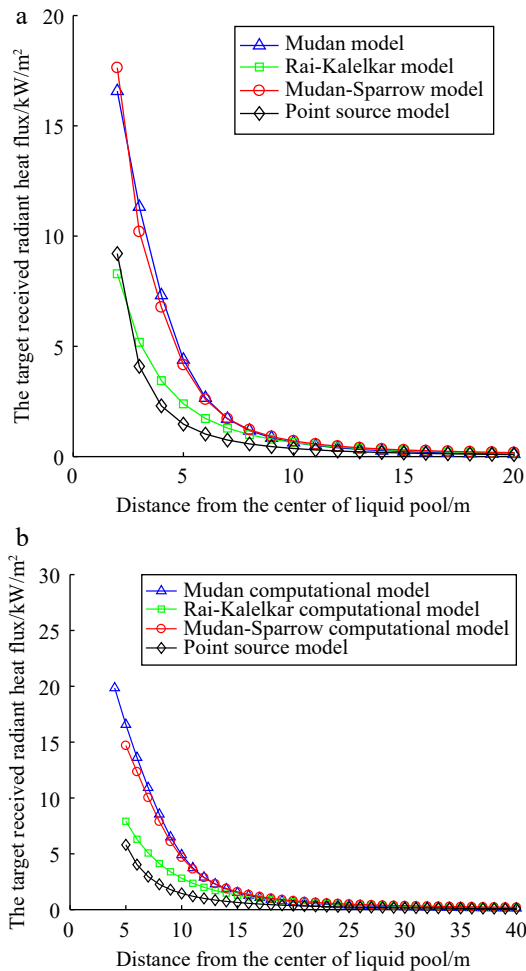 a
20
15
10
5
0
The target received radiant heat flux/kW/m²
Mudan model
Rai-Kalelkar model
Mudan-Sparrow model
Point source model
0 5 10 15 20
Distance from the center of liquid pool/m
b
30
25
20
15
10
5
0
The target received radiant heat flux/kW/m²
Mudan computational model
Rai-Kalelkar computational model
Mudan-Sparrow computational model
Point source model
0 5 10 15 20 25 30 35 40
Distance from the center of liquid pool/m